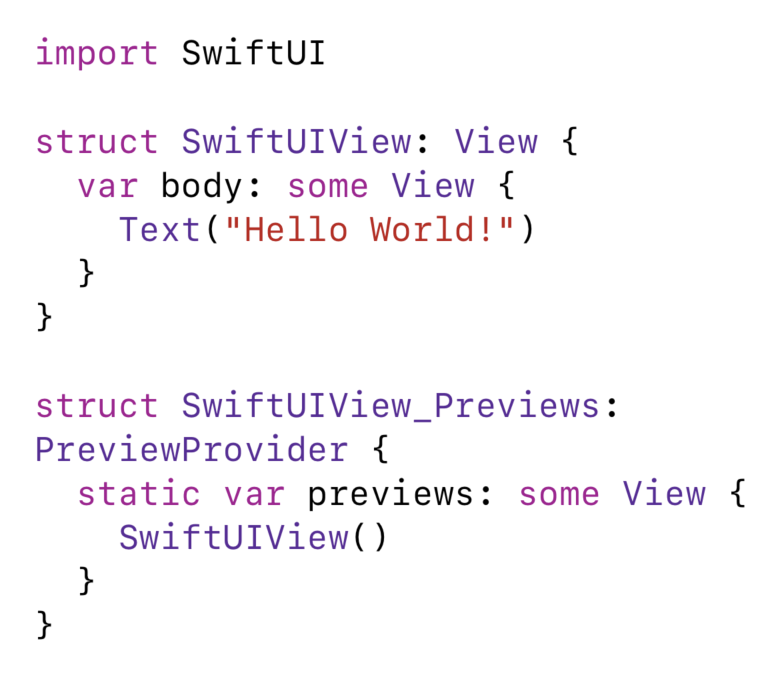 import SwiftUI

struct SwiftUIView: View {
  var body: some View {
    Text("Hello World!")
  }
}

struct SwiftUIView_Previews:
PreviewProvider {
  static var previews: some View {
    SwiftUIView()
  }
}